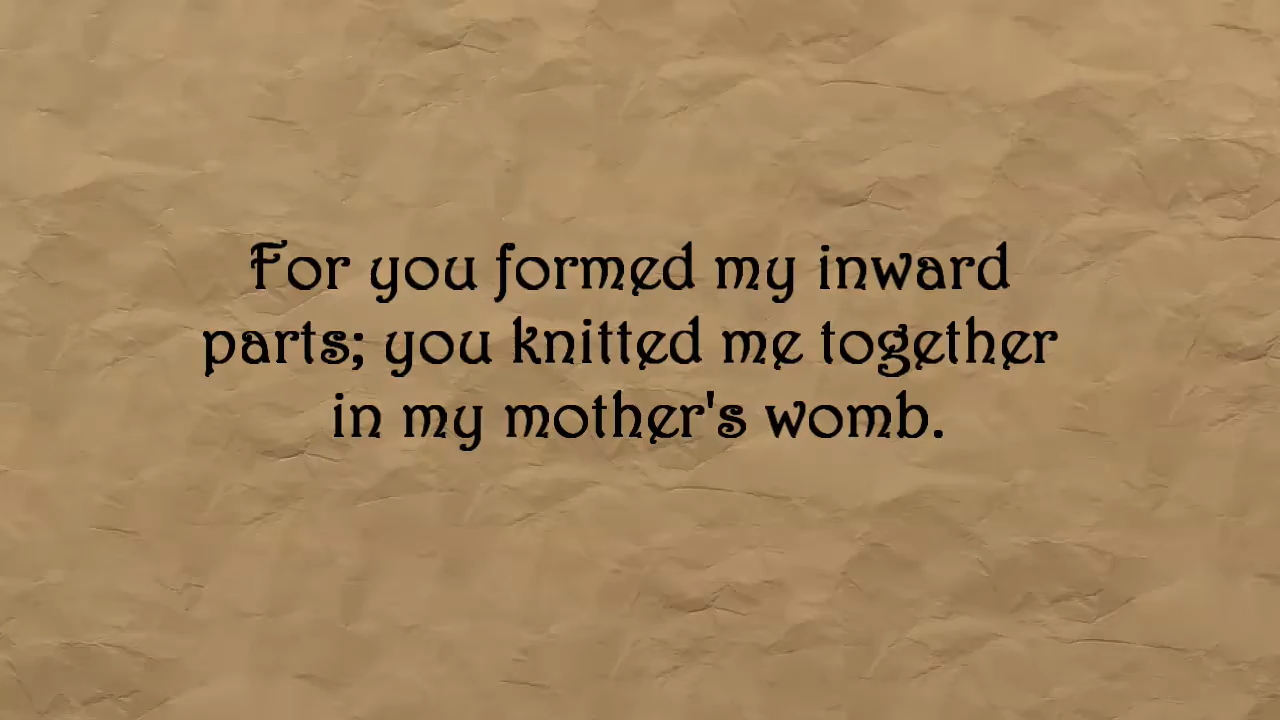 For you formed my inward
parts; you knitted me together
in my mother's womb.